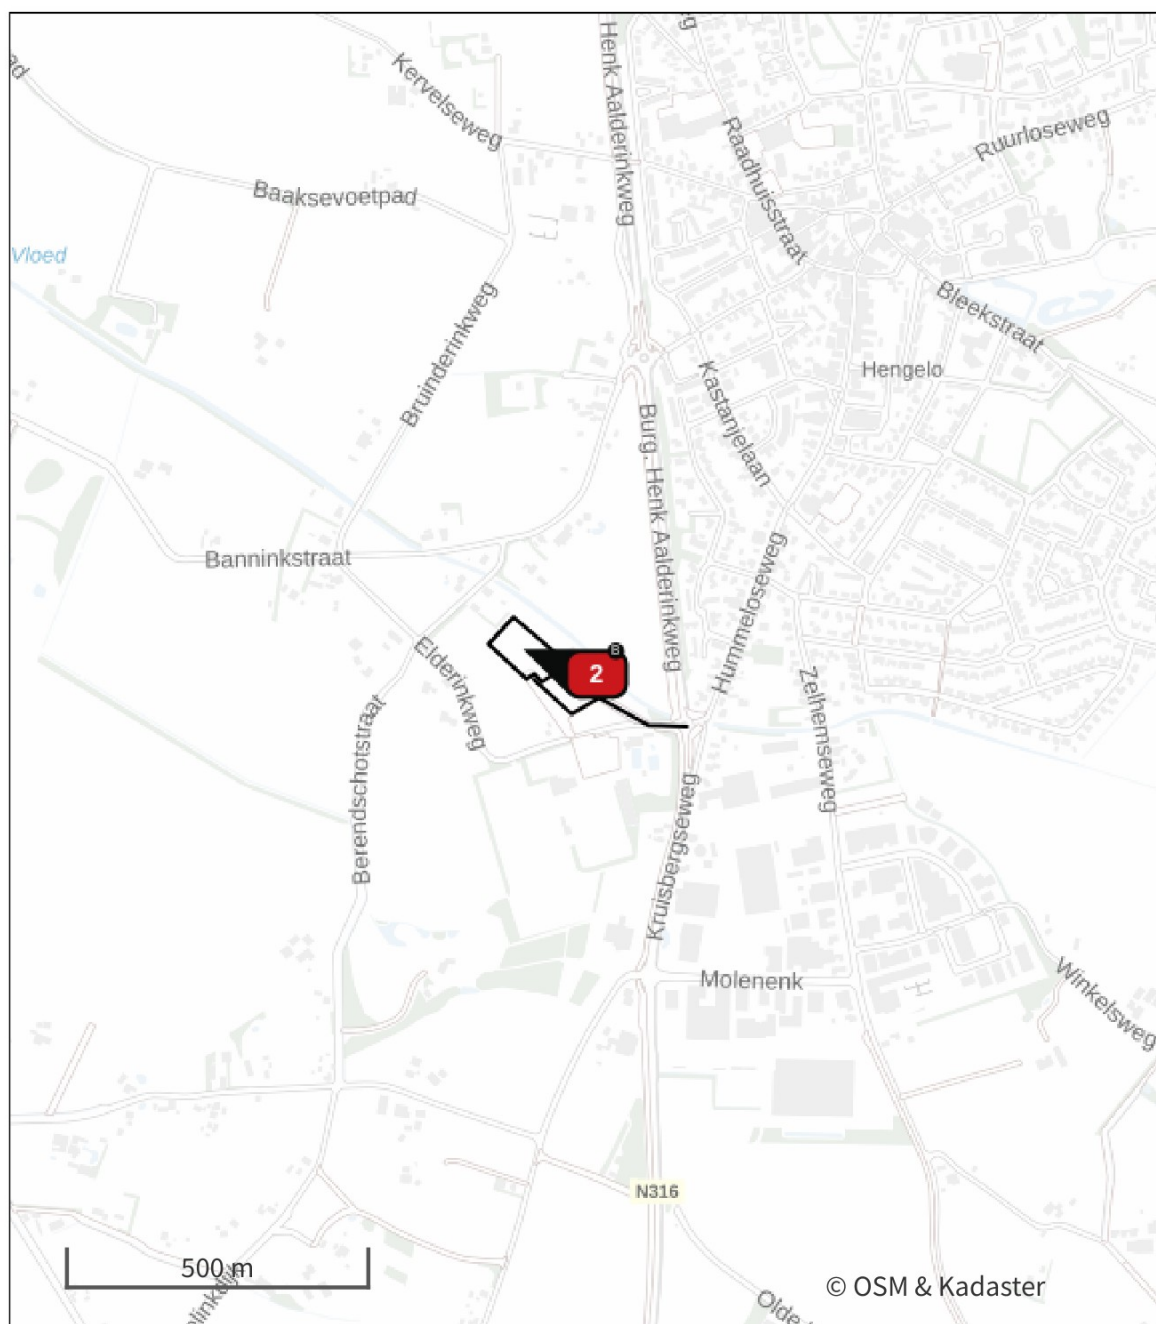 Henk Aalderinkweg
Kervelseweg
Ruurloseweg
Raadhuisstraat
Baaksevoetpad
Vloed
Bruinderinkweg
Bleekstraat
Hengelo
Kastanjelaan
Burg. Henk Aalderinkweg
Banninkstraat
Hummeloseweg
Elderinkweg
B
2
Zelhemseweg
Berendschotstraat
Kruisbergseweg
Molenenk
Winkelsweg
N316
500 m
© OSM & Kadaster